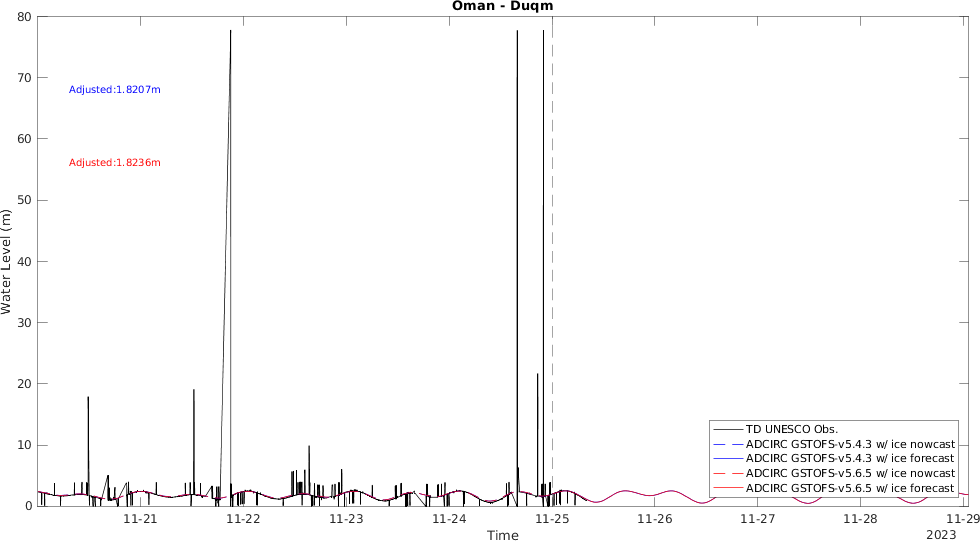 Oman - Duqm
80
70
60
50
40
30
20
10
0
Water Level (m)
Adjusted:1.8207m
Adjusted:1.8236m
TD UNESCO Obs.
ADCIRC GSTOFS-v5.4.3 w/ ice nowcast
ADCIRC GSTOFS-v5.4.3 w/ ice forecast
ADCIRC GSTOFS-v5.6.5 w/ ice nowcast
ADCIRC GSTOFS-v5.6.5 w/ ice forecast
11-21 11-22 11-23 11-24 11-25 11-26 11-27 11-28 11-29
Time
2023